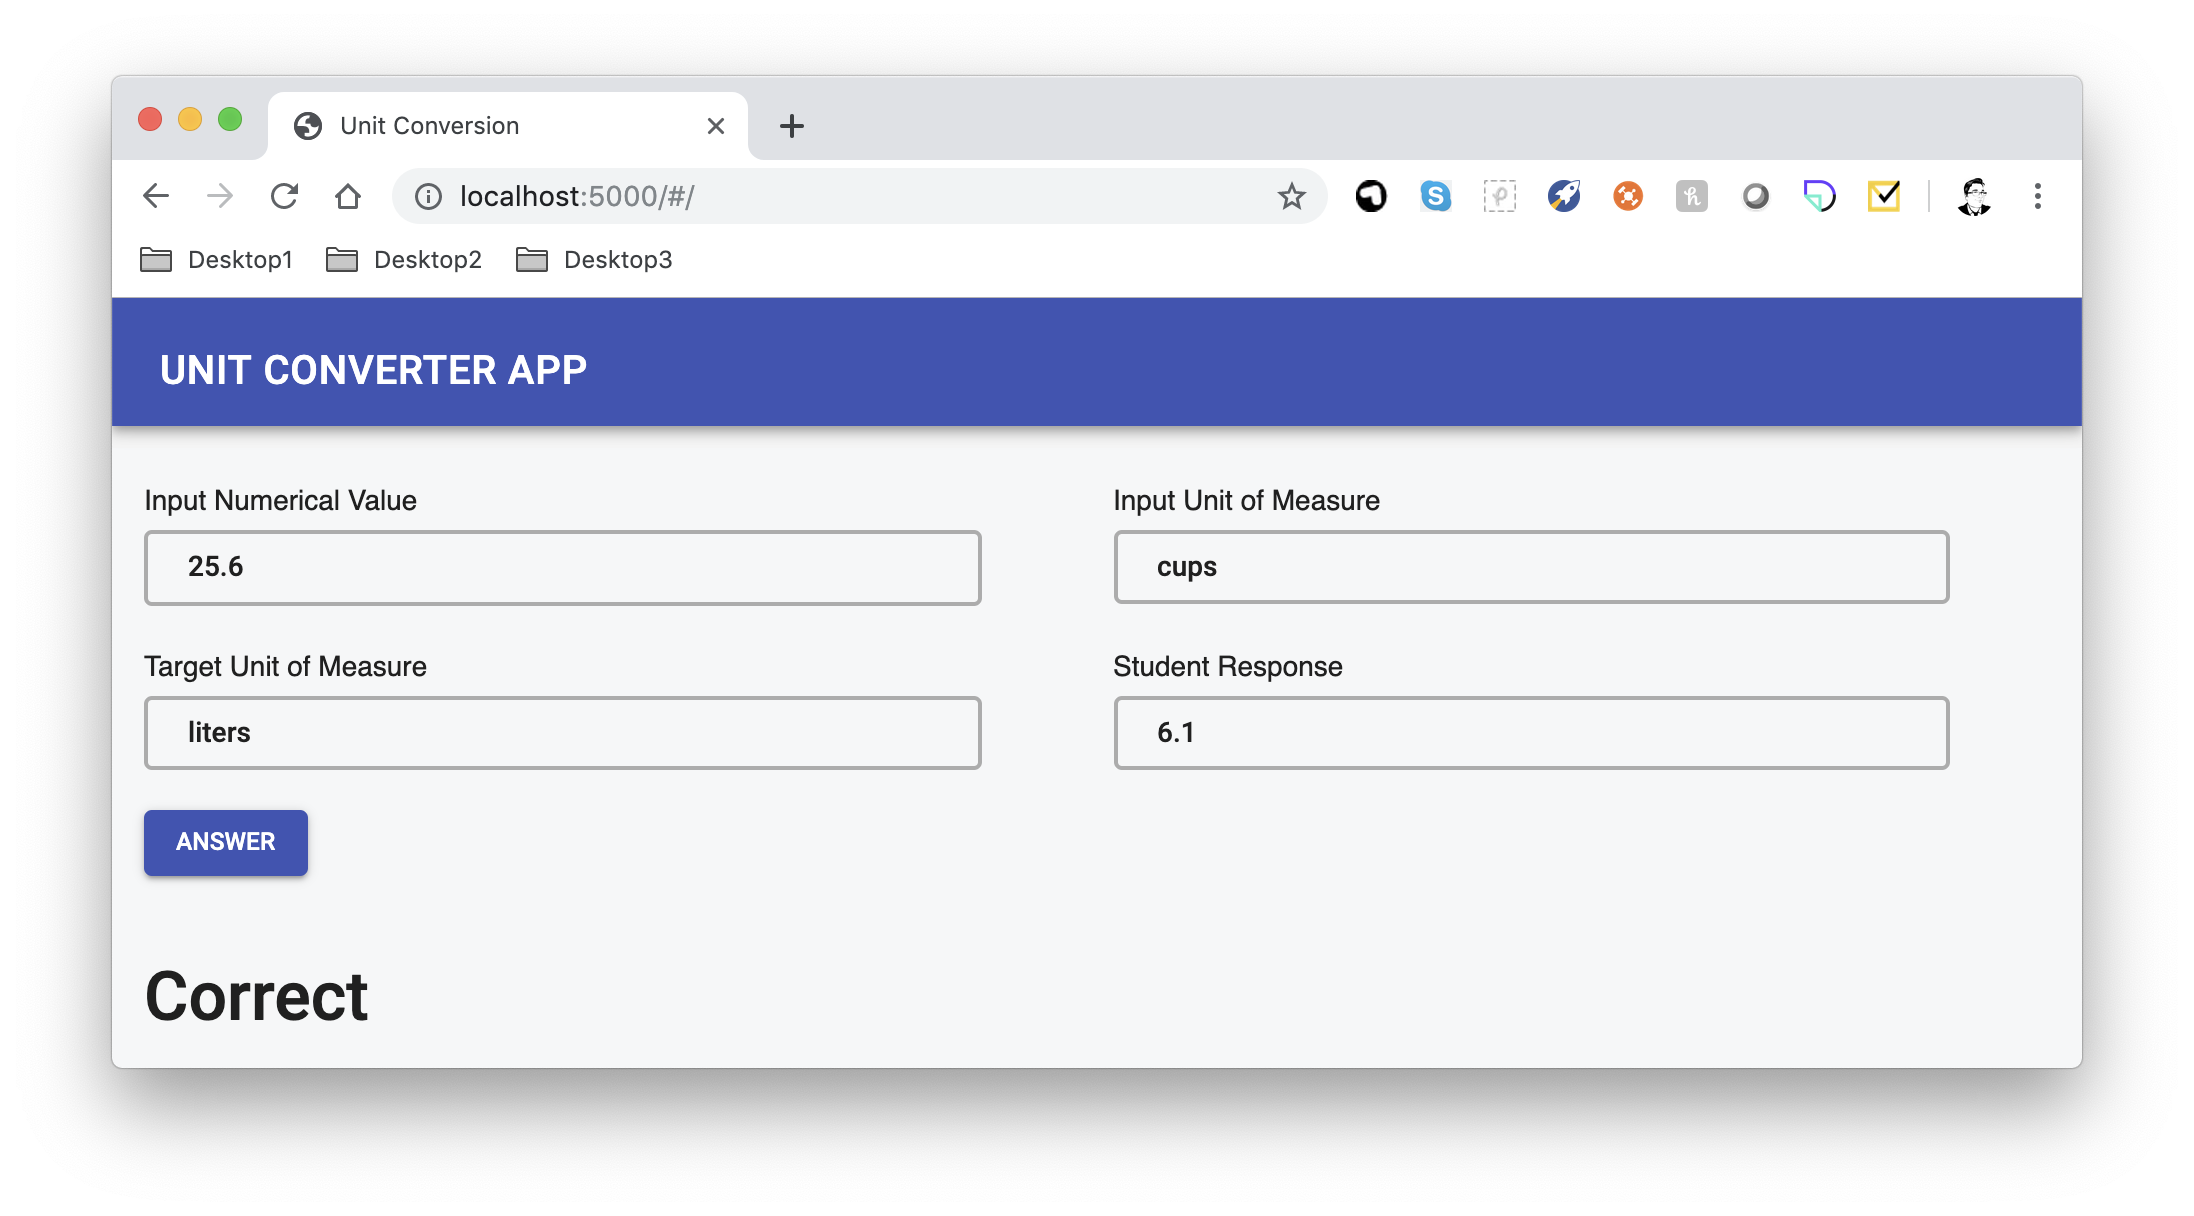 Unit Conversion
localhost:5000/#/
Desktop1 Desktop2 Desktop3
UNIT CONVERTER APP
Input Numerical Value
25.6
Input Unit of Measure
cups
Target Unit of Measure
liters
Student Response
6.1
ANSWER
Correct